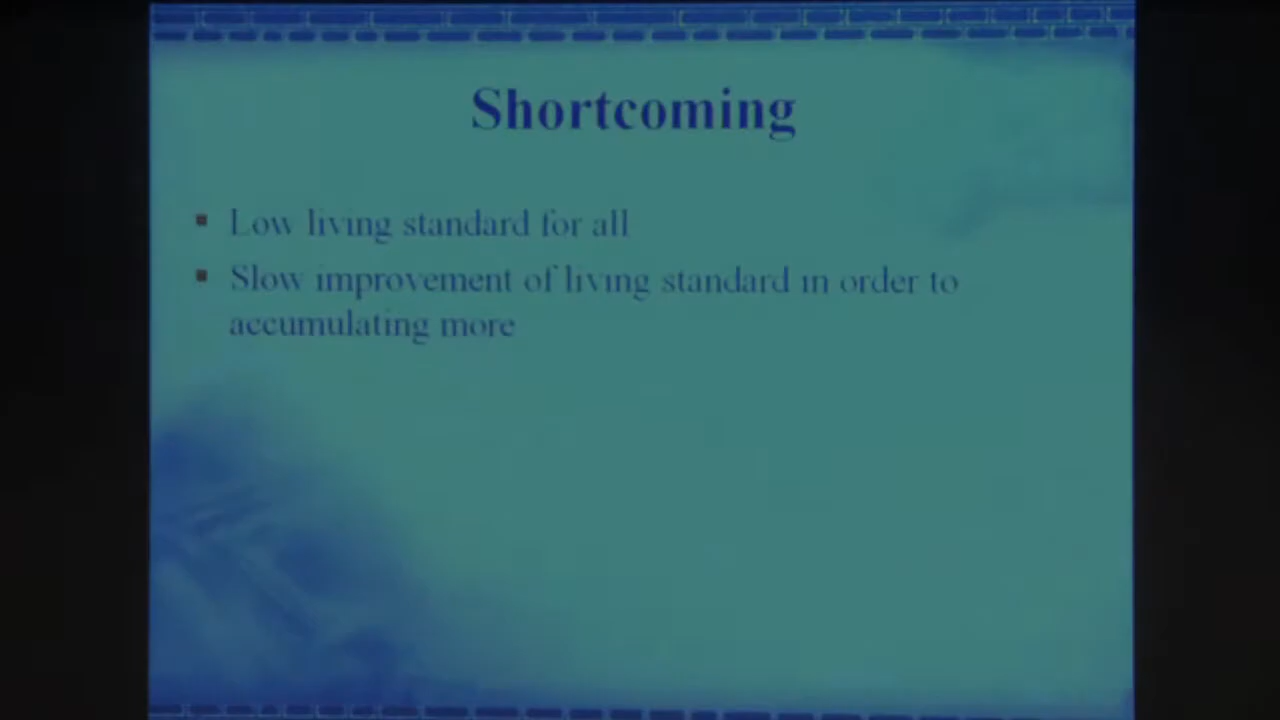 Shortcoming
Low living standard for all
Slow improvement of living standard in order to
accumulating more